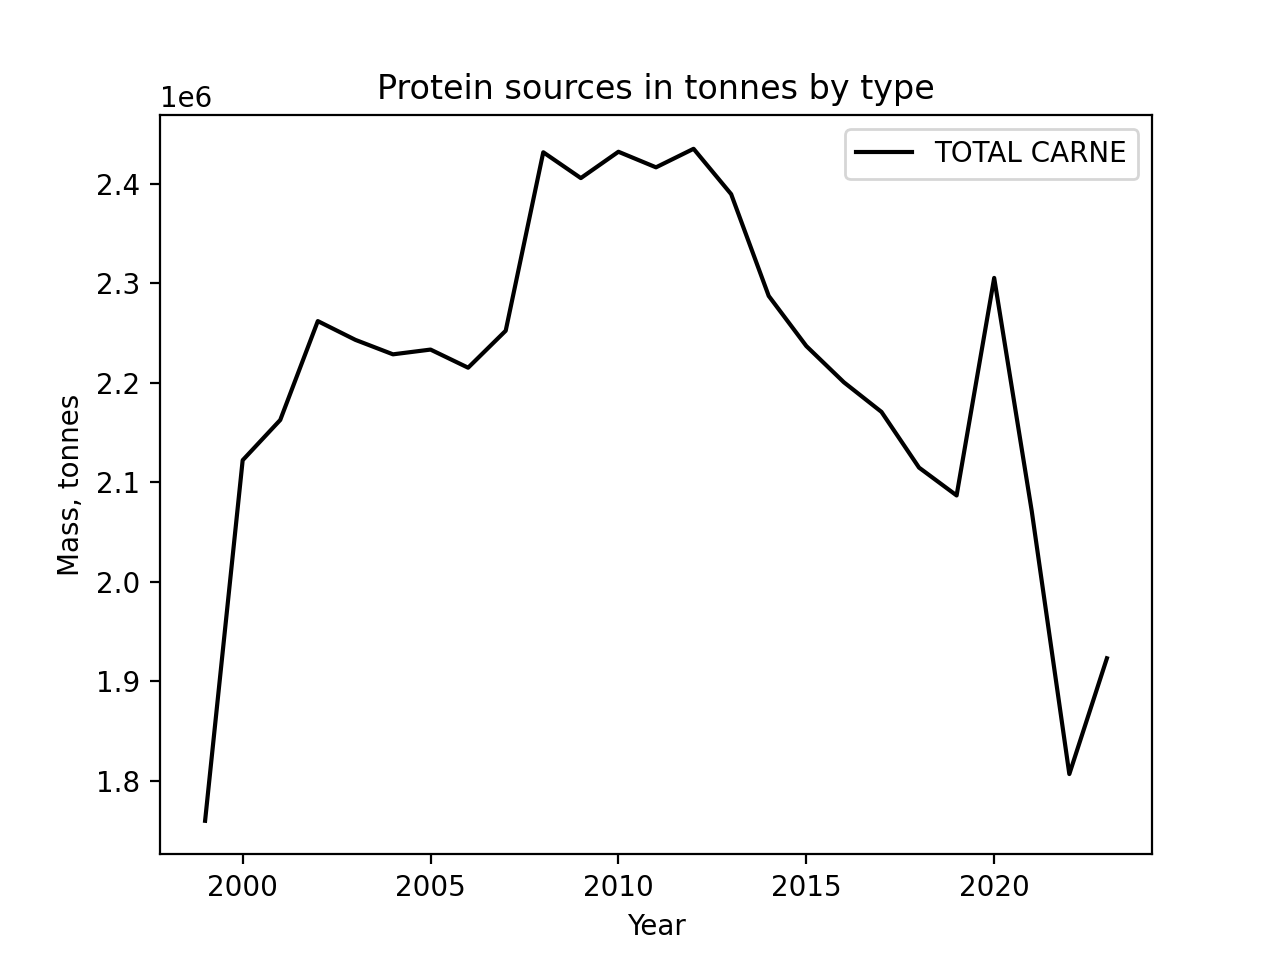 Protein sources in tonnes by type
1e6
TOTAL CARNE
2.4
2.3
2.2
2.1
2.0
1.9
1.8
Mass, tonnes
2000 2005 2010 2015 2020
Year